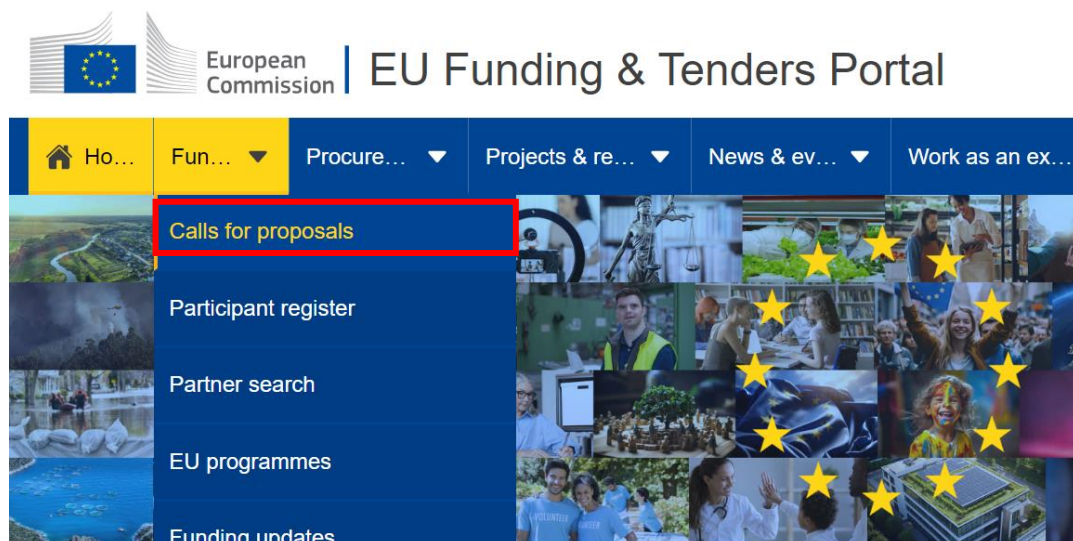 European
Commission
EU Funding & Tenders Portal
Ho…
Fun…
Procure…
Projects & re…
News & ev…
Work as an ex…
Calls for proposals
Participant register
Partner search
EU programmes
Funding updates